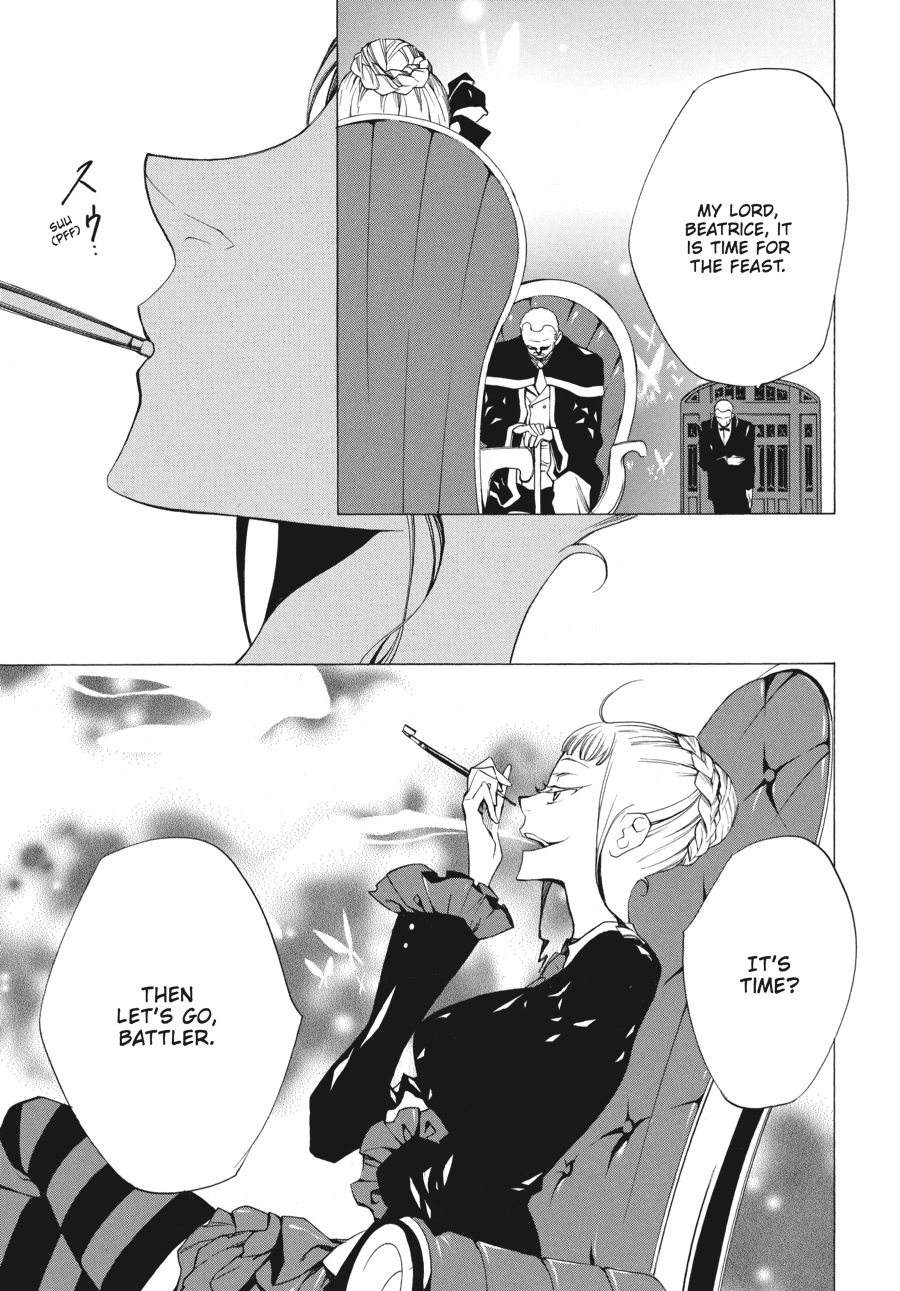 MY LORD,
BEATRICE, IT
IS TIME FOR
THE FEAST.
スゥ…
SUU
(PFF)
IT'S
TIME?
THEN
LET'S GO,
BATTLER.